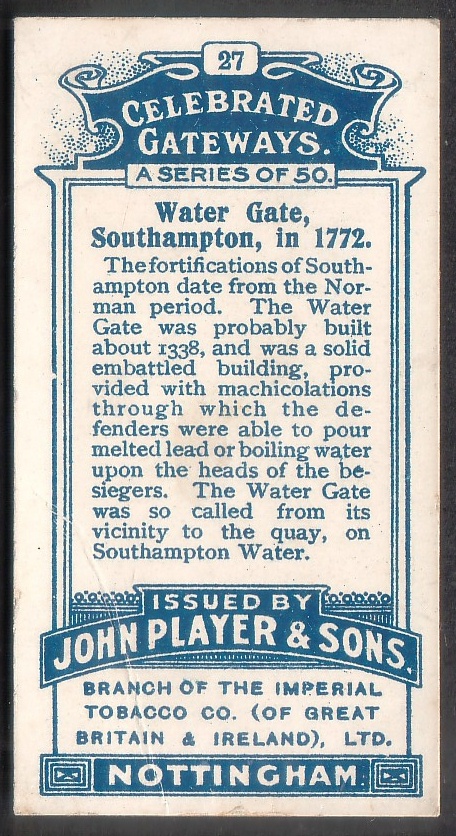 27
CELEBRATED
GATEWAYS.
A SERIES OF 50.
Water Gate,
Southampton, in 1772.
The fortifications of South-
ampton date from the Nor-
man period. The Water
Gate was probably built
about 1338, and was a solid
embattled building, pro-
vided with machicolations
through which the de-
fenders were able to pour
melted lead or boiling water
upon the heads of the be-
siegers. The Water Gate
was so called from its
vicinity to the quay, on
Southampton Water.
ISSUED BY
JOHN PLAYER & SONS.
BRANCH OF THE IMPERIAL
TOBACCO CO. (OF GREAT
BRITAIN & IRELAND), LTD.
NOTTINGHAM